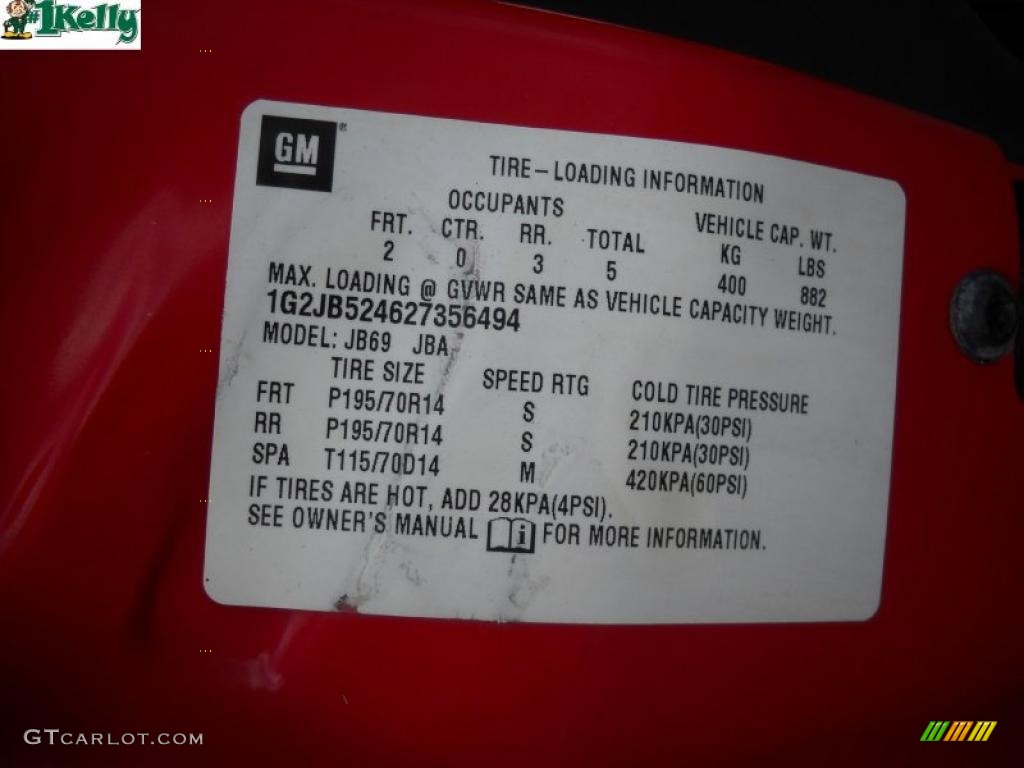 #1Kelly
GM®
TIRE-LOADING INFORMATION
OCCUPANTS VEHICLE CAP. WT.
FRT. CTR. RR. TOTAL KG LBS
2 0 3 5 400 882
MAX. LOADING @ GVWR SAME AS VEHICLE CAPACITY WEIGHT.
1G2JB524627356494
MODEL: JB69 JBA
TIRE SIZE SPEED RTG COLD TIRE PRESSURE
FRT P195/70R14 S 210KPA(30PSI)
RR P195/70R14 S 210KPA(30PSI)
SPA T115/70D14 M 420KPA(60PSI)
IF TIRES ARE HOT, ADD 28KPA(4PSI).
SEE OWNER'S MANUAL i FOR MORE INFORMATION.
GTCARLOT.COM